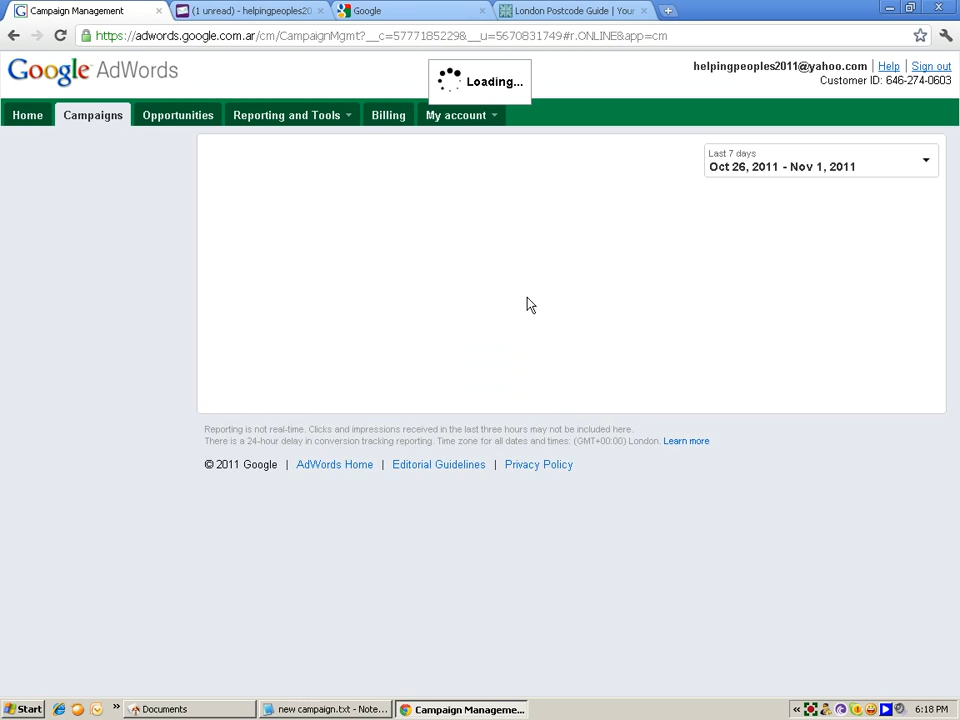 Campaign Management
(1 unread) - helpingpeoples20
Google
London Postcode Guide | Your
https://adwords.google.com.ar/cm/CampaignMgmt?__c=5777185229&__u=5670831749#r.ONLINE&app=cm
Google AdWords
Loading...
helpingpeoples2011@yahoo.com | Help | Sign out
Customer ID: 646-274-0603
Home
Campaigns
Opportunities
Reporting and Tools
Billing
My account
Last 7 days
Oct 26, 2011 - Nov 1, 2011
Reporting is not real-time. Clicks and impressions received in the last three hours may not be included here.
There is a 24-hour delay in conversion tracking reporting. Time zone for all dates and times: (GMT+00:00) London. Learn more
© 2011 Google | AdWords Home | Editorial Guidelines | Privacy Policy
Start
Documents
new campaign.txt - Note...
Campaign Manageme...
6:18 PM